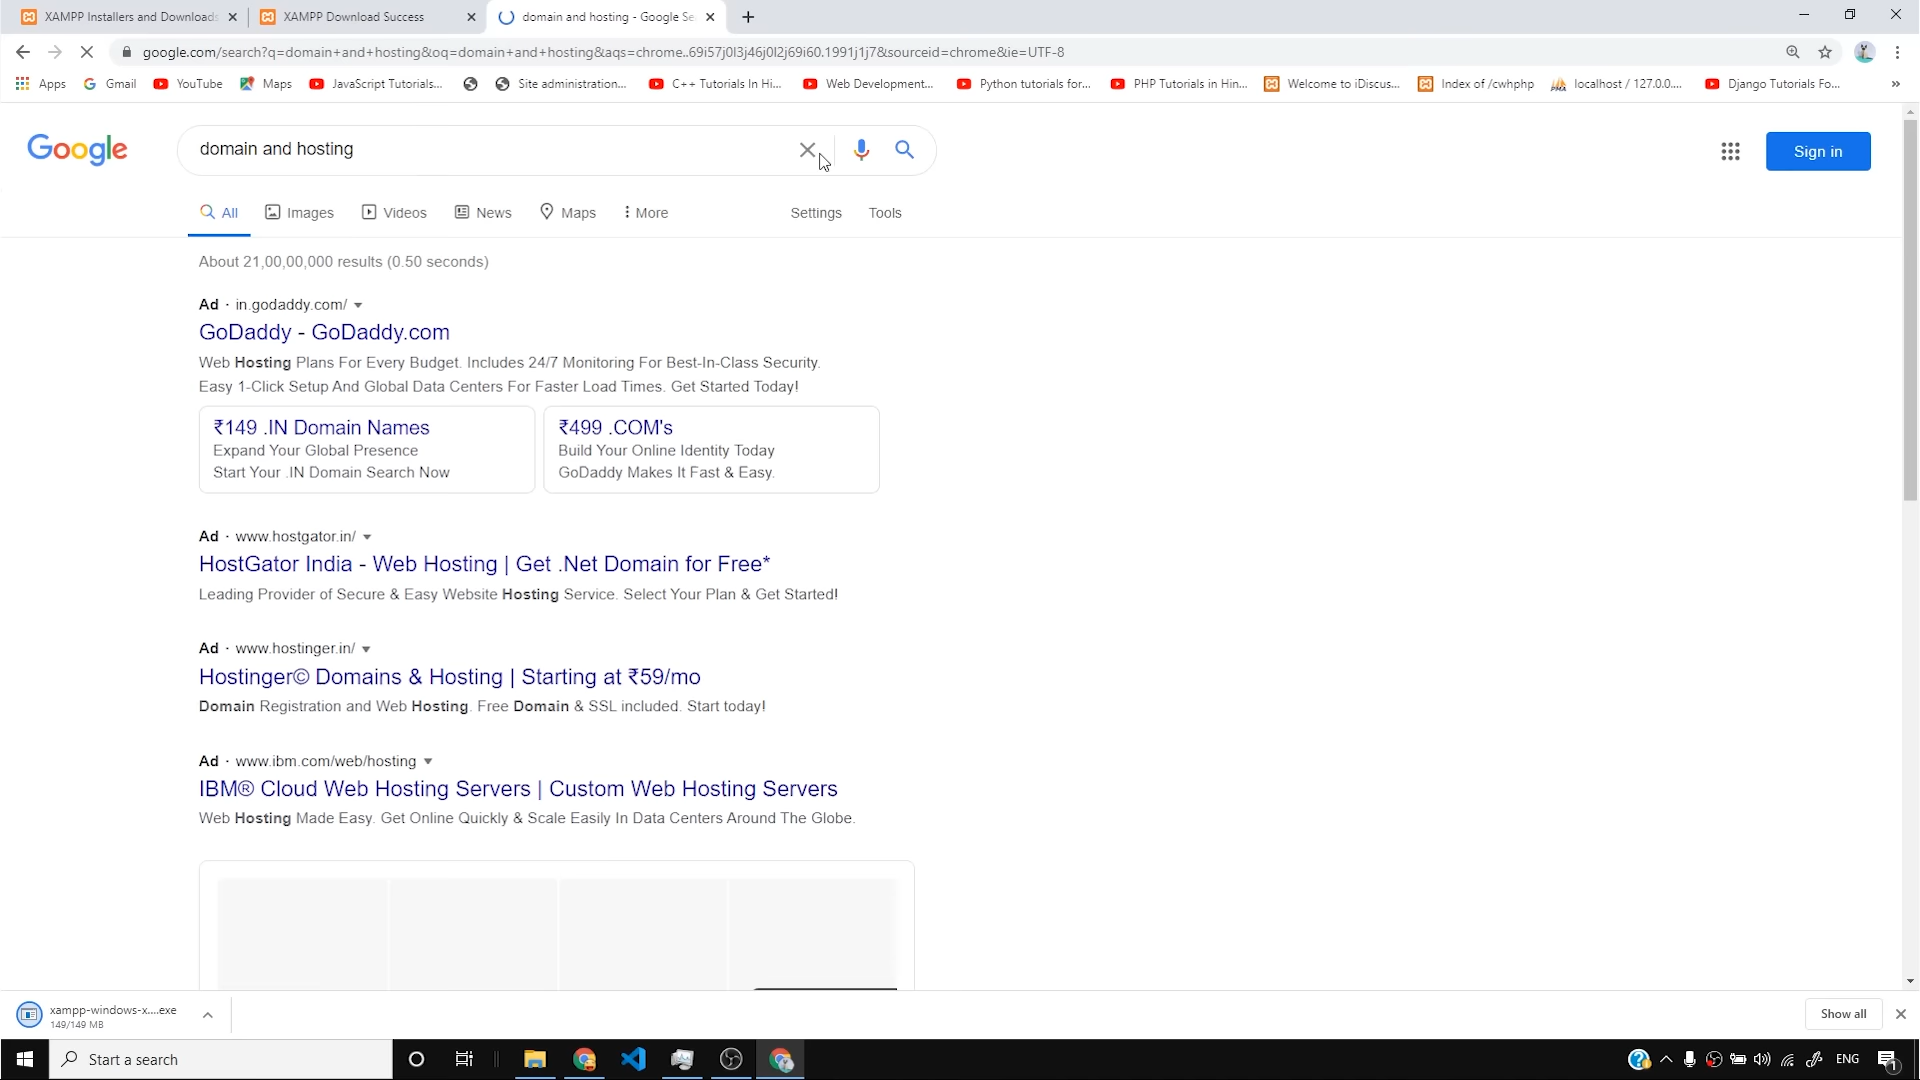 XAMPP Installers and Downloads
XAMPP Download Success
domain and hosting - Google Se
google.com/search?q=domain+and+hosting&oq=domain+and+hosting&aqs=chrome..69i57j0l3j46j0l2j69i60.1991j1j7&sourceid=chrome&ie=UTF-8
Apps
Gmail
YouTube
Maps
JavaScript Tutorials...
Site administration...
C++ Tutorials In Hi...
Web Development...
Python tutorials for...
PHP Tutorials in Hin...
Welcome to iDiscus...
Index of /cwhphp
localhost / 127.0.0....
Django Tutorials Fo...
»
Google
domain and hosting
Sign in
All
Images
Videos
News
Maps
More
Settings
Tools
About 21,00,00,000 results (0.50 seconds)
Ad · in.godaddy.com/
GoDaddy - GoDaddy.com
Web Hosting Plans For Every Budget. Includes 24/7 Monitoring For Best-In-Class Security.
Easy 1-Click Setup And Global Data Centers For Faster Load Times. Get Started Today!
₹149 .IN Domain Names
Expand Your Global Presence
Start Your .IN Domain Search Now
₹499 .COM's
Build Your Online Identity Today
GoDaddy Makes It Fast & Easy.
Ad · www.hostgator.in/
HostGator India - Web Hosting | Get .Net Domain for Free*
Leading Provider of Secure & Easy Website Hosting Service. Select Your Plan & Get Started!
Ad · www.hostinger.in/
Hostinger© Domains & Hosting | Starting at ₹59/mo
Domain Registration and Web Hosting. Free Domain & SSL included. Start today!
Ad · www.ibm.com/web/hosting
IBM® Cloud Web Hosting Servers | Custom Web Hosting Servers
Web Hosting Made Easy. Get Online Quickly & Scale Easily In Data Centers Around The Globe.
xampp-windows-x....exe
149/149 MB
Show all
Start a search
ENG
1